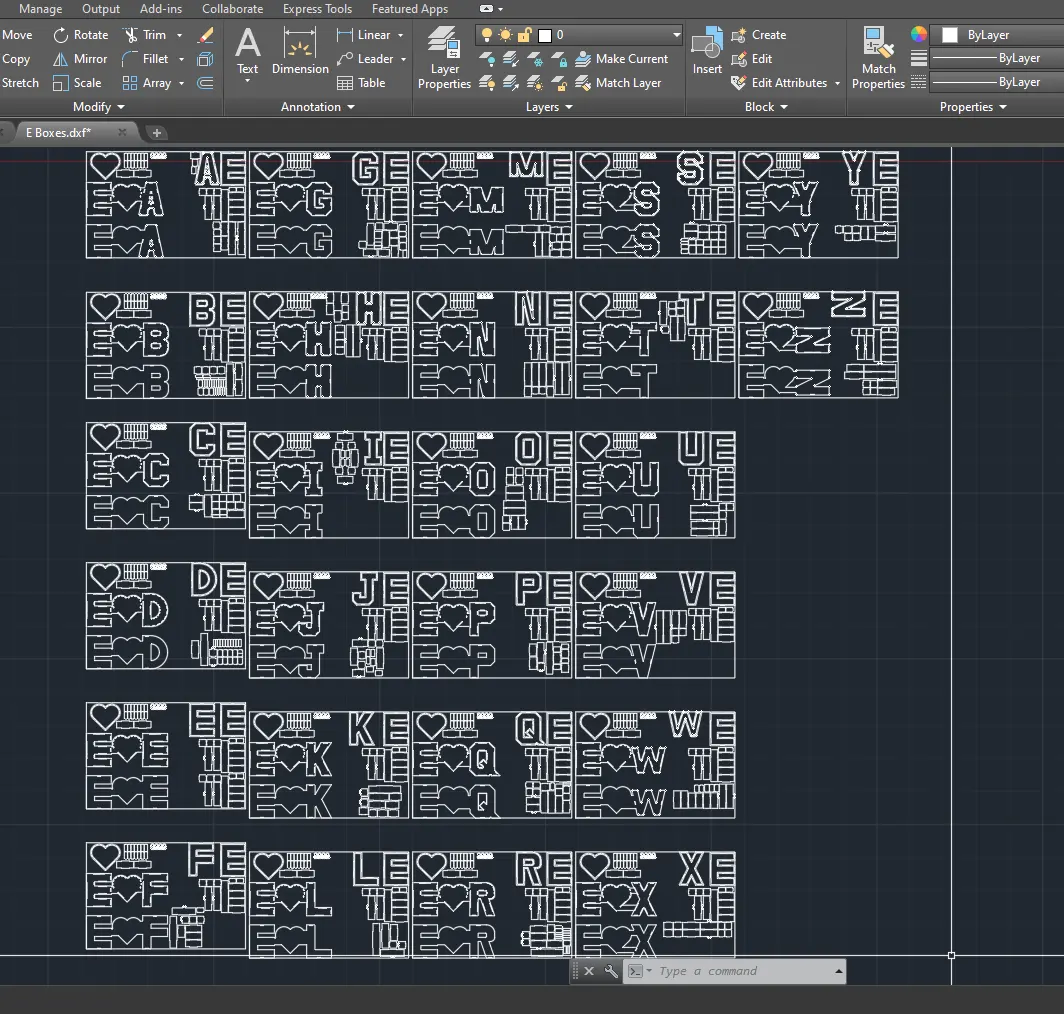 Manage Output Add-ins Collaborate Express Tools Featured Apps
Move Rotate Trim
Copy Mirror Fillet
Stretch Scale Array
Modify
Text
Dimension
Linear
Leader
Table
Annotation
Layer
Properties
0
Make Current
Match Layer
Layers
Insert
Create
Edit
Edit Attributes
Block
Match
Properties
ByLayer
ByLayer
ByLayer
Properties
E Boxes.dxf*
AE GE ME SE YE
E A E G E M E S E Y
E A E G E M E S E Y
BE HE NE TE ZE
E B E H E N E T E Z
E B E H E N E T E Z
CE IE OE UE
E C E I E O E U
E C E I E O E U
DE JE PE VE
E D E J E P E V
E D E J E P E V
EE KE QE WE
E E E K E Q E W
E E E K E Q E W
FE LE RE XE
E F E L E R E X
E F E L E R E X
Type a command